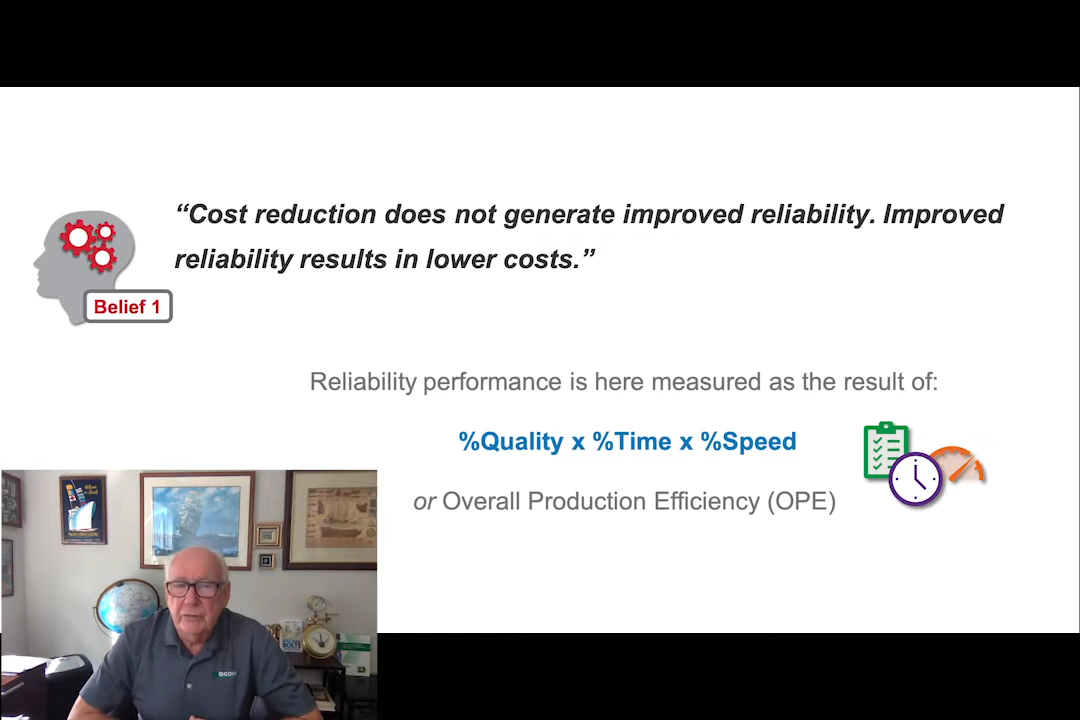 “Cost reduction does not generate improved reliability. Improved
reliability results in lower costs.”
Belief 1
Reliability performance is here measured as the result of:
%Quality x %Time x %Speed
or Overall Production Efficiency (OPE)
BOLTS